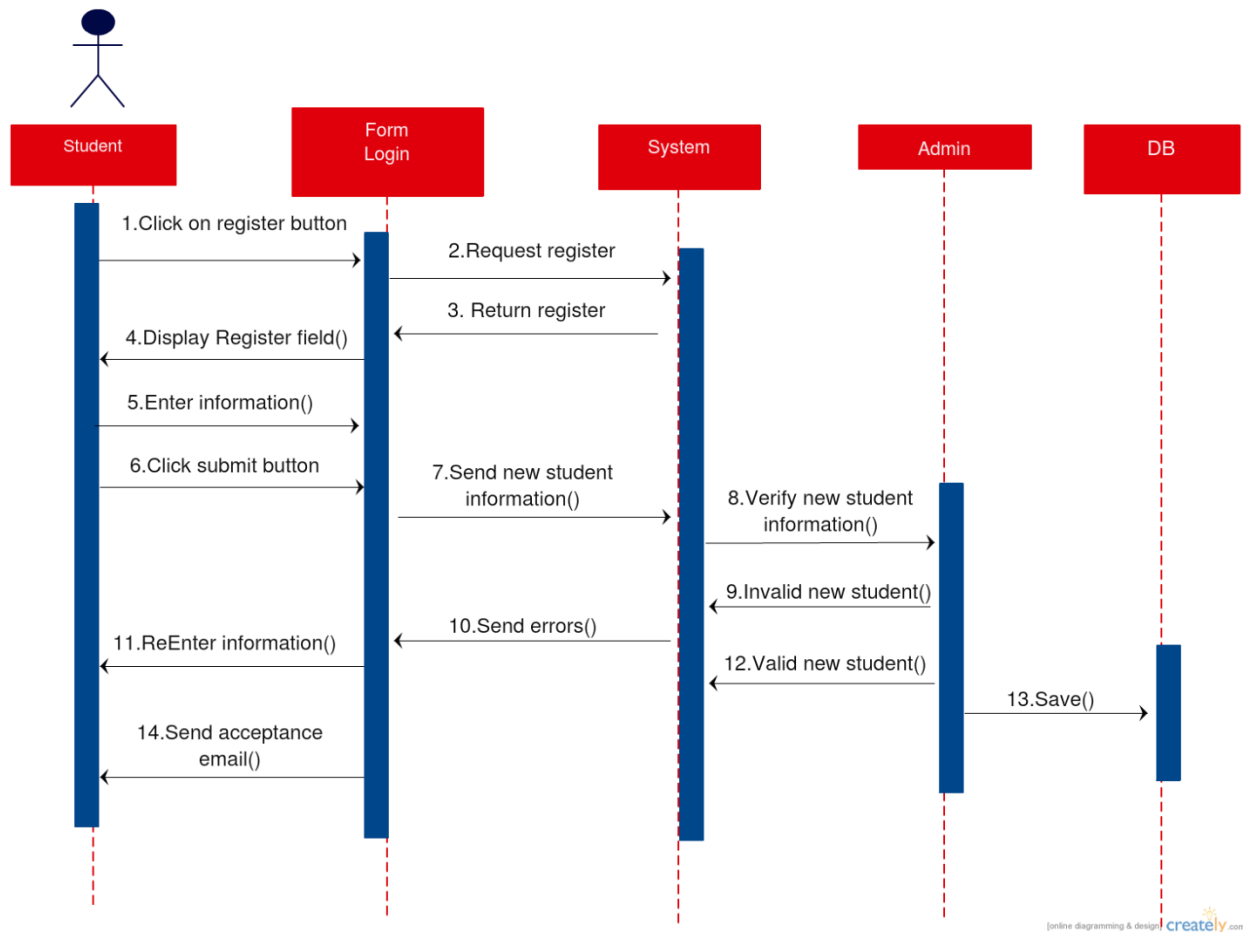 Student
Form
Login
System
Admin
DB
1.Click on register button
2.Request register
3. Return register
4.Display Register field()
5.Enter information()
6.Click submit button
7.Send new student
information()
8.Verify new student
information()
9.Invalid new student()
10.Send errors()
11.ReEnter information()
12.Valid new student()
13.Save()
14.Send acceptance
email()
[online diagramming & design] creately.com